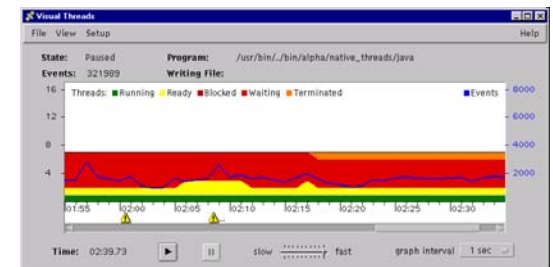 Visual Threads
File View Setup Help
State: Paused Program: /usr/bin/../bin/alpha/native_threads/java
Events: 321989 Writing File:
16 Threads: Running Ready Blocked Waiting Terminated Events 8000
12 6000
8 4000
4 2000
01:55 02:00 02:05 02:10 02:15 02:20 02:25 02:30
Time: 02:39.73 slow fast graph interval 1 sec